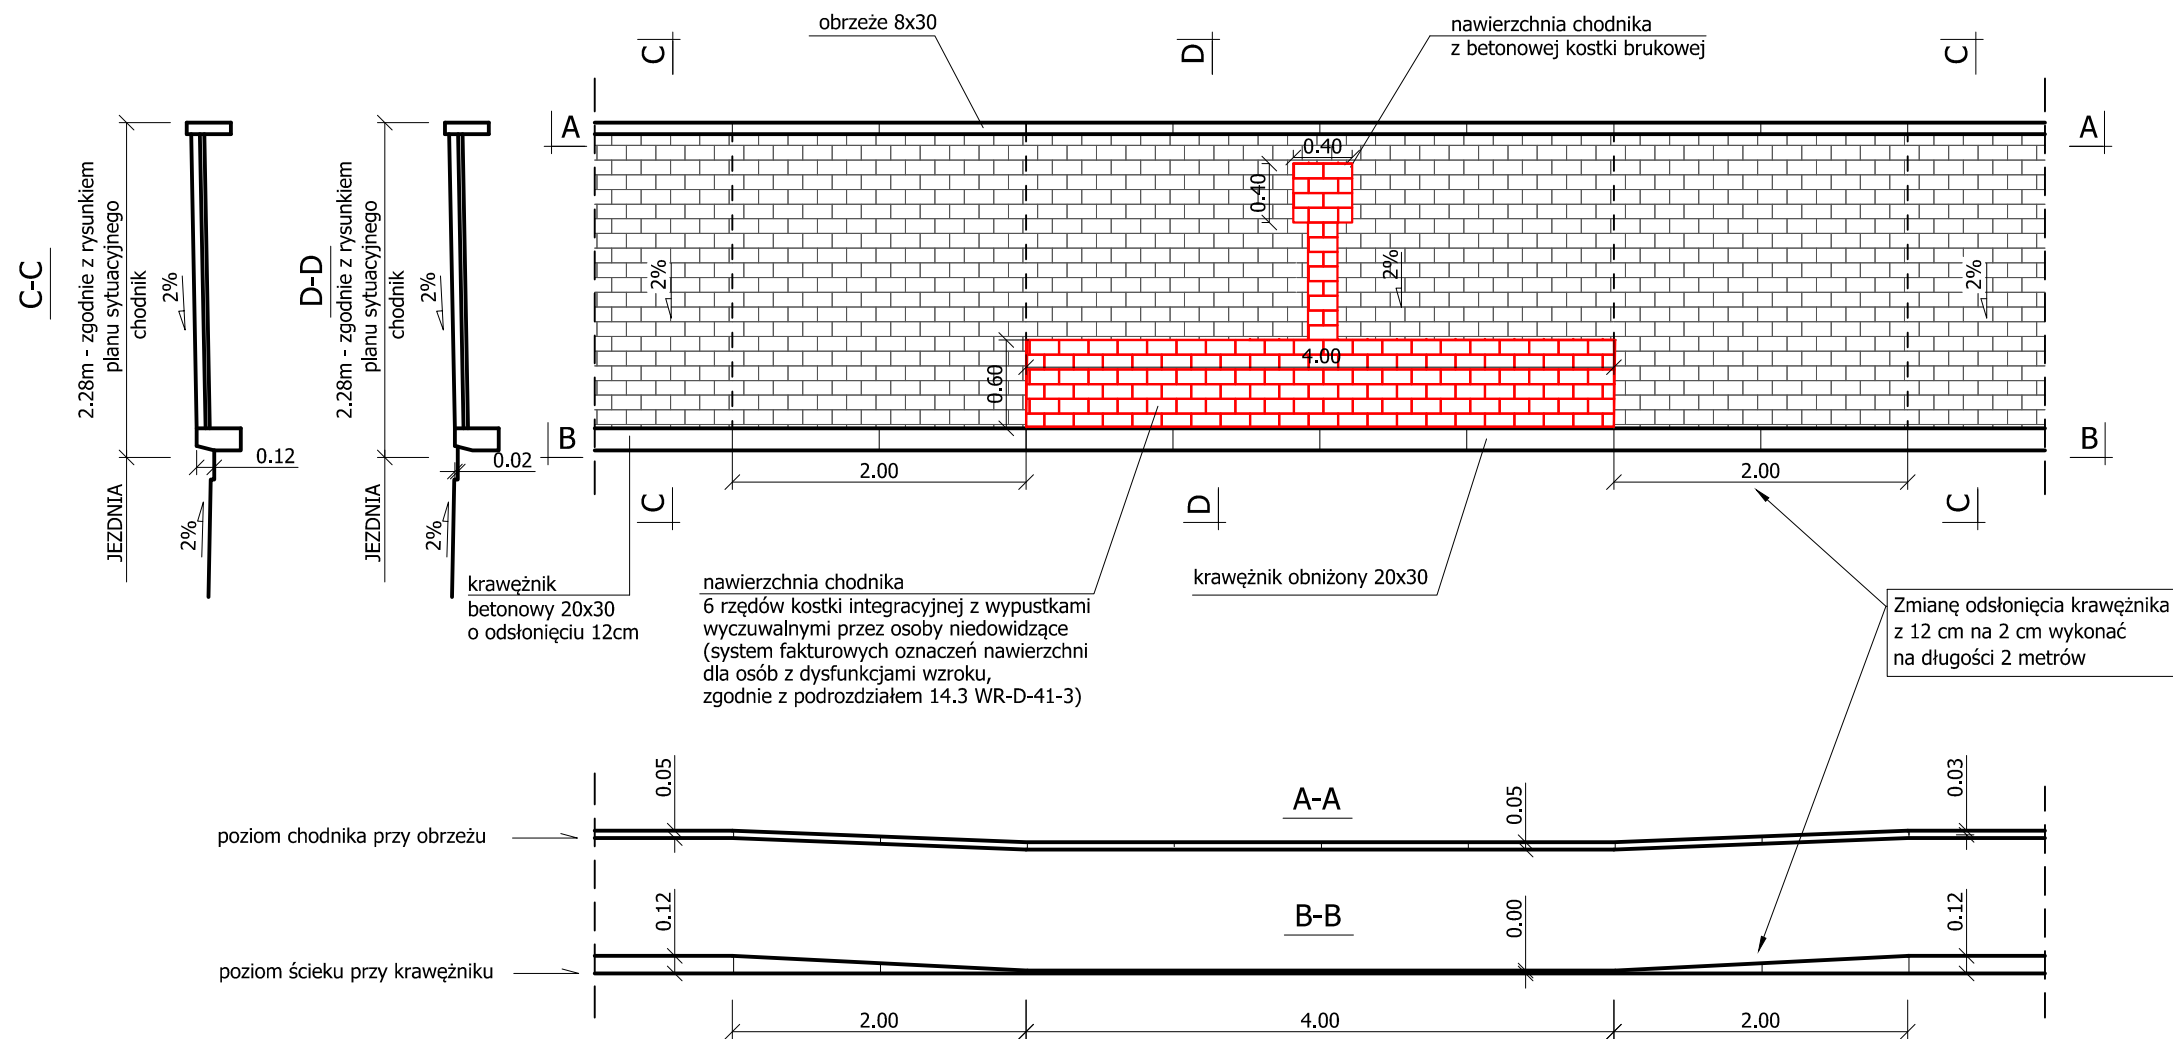 obrzeże 8x30
nawierzchnia chodnika
z betonowej kostki brukowej
C
D
C
A
A
0.40
0.40
2%
2%
2%
4.00
0.60
B
B
2.00
2.00
C
D
C
C-C
2.28m - zgodnie z rysunkiem
planu sytuacyjnego
chodnik
2%
0.12
JEZDNIA
2%
D-D
2.28m - zgodnie z rysunkiem
planu sytuacyjnego
chodnik
2%
0.02
JEZDNIA
2%
krawężnik
betonowy 20x30
o odsłonięciu 12cm
nawierzchnia chodnika
6 rzędów kostki integracyjnej z wypustkami
wyczuwalnymi przez osoby niedowidzące
(system fakturowych oznaczeń nawierzchni
dla osób z dysfunkcjami wzroku,
zgodnie z podrozdziałem 14.3 WR-D-41-3)
krawężnik obniżony 20x30
Zmianę odsłonięcia krawężnika
z 12 cm na 2 cm wykonać
na długości 2 metrów
A-A
0.05
0.05
0.03
poziom chodnika przy obrzeżu
B-B
0.12
0.00
0.12
poziom ścieku przy krawężniku
2.00
4.00
2.00